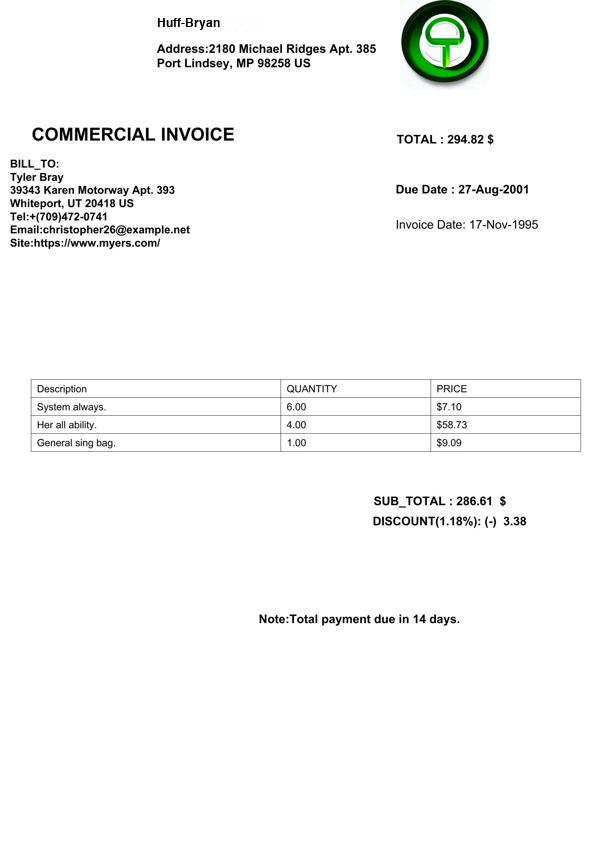 Huff-Bryan
Address:2180 Michael Ridges Apt. 385
Port Lindsey, MP 98258 US
COMMERCIAL INVOICE
TOTAL : 294.82 $
BILL_TO:
Tyler Bray
39343 Karen Motorway Apt. 393
Whiteport, UT 20418 US
Tel:+(709)472-0741
Email:christopher26@example.net
Site:https://www.myers.com/
Due Date : 27-Aug-2001
Invoice Date: 17-Nov-1995
Description QUANTITY PRICE
System always. 6.00 $7.10
Her all ability. 4.00 $58.73
General sing bag. 1.00 $9.09
SUB_TOTAL : 286.61 $
DISCOUNT(1.18%): (-) 3.38
Note:Total payment due in 14 days.